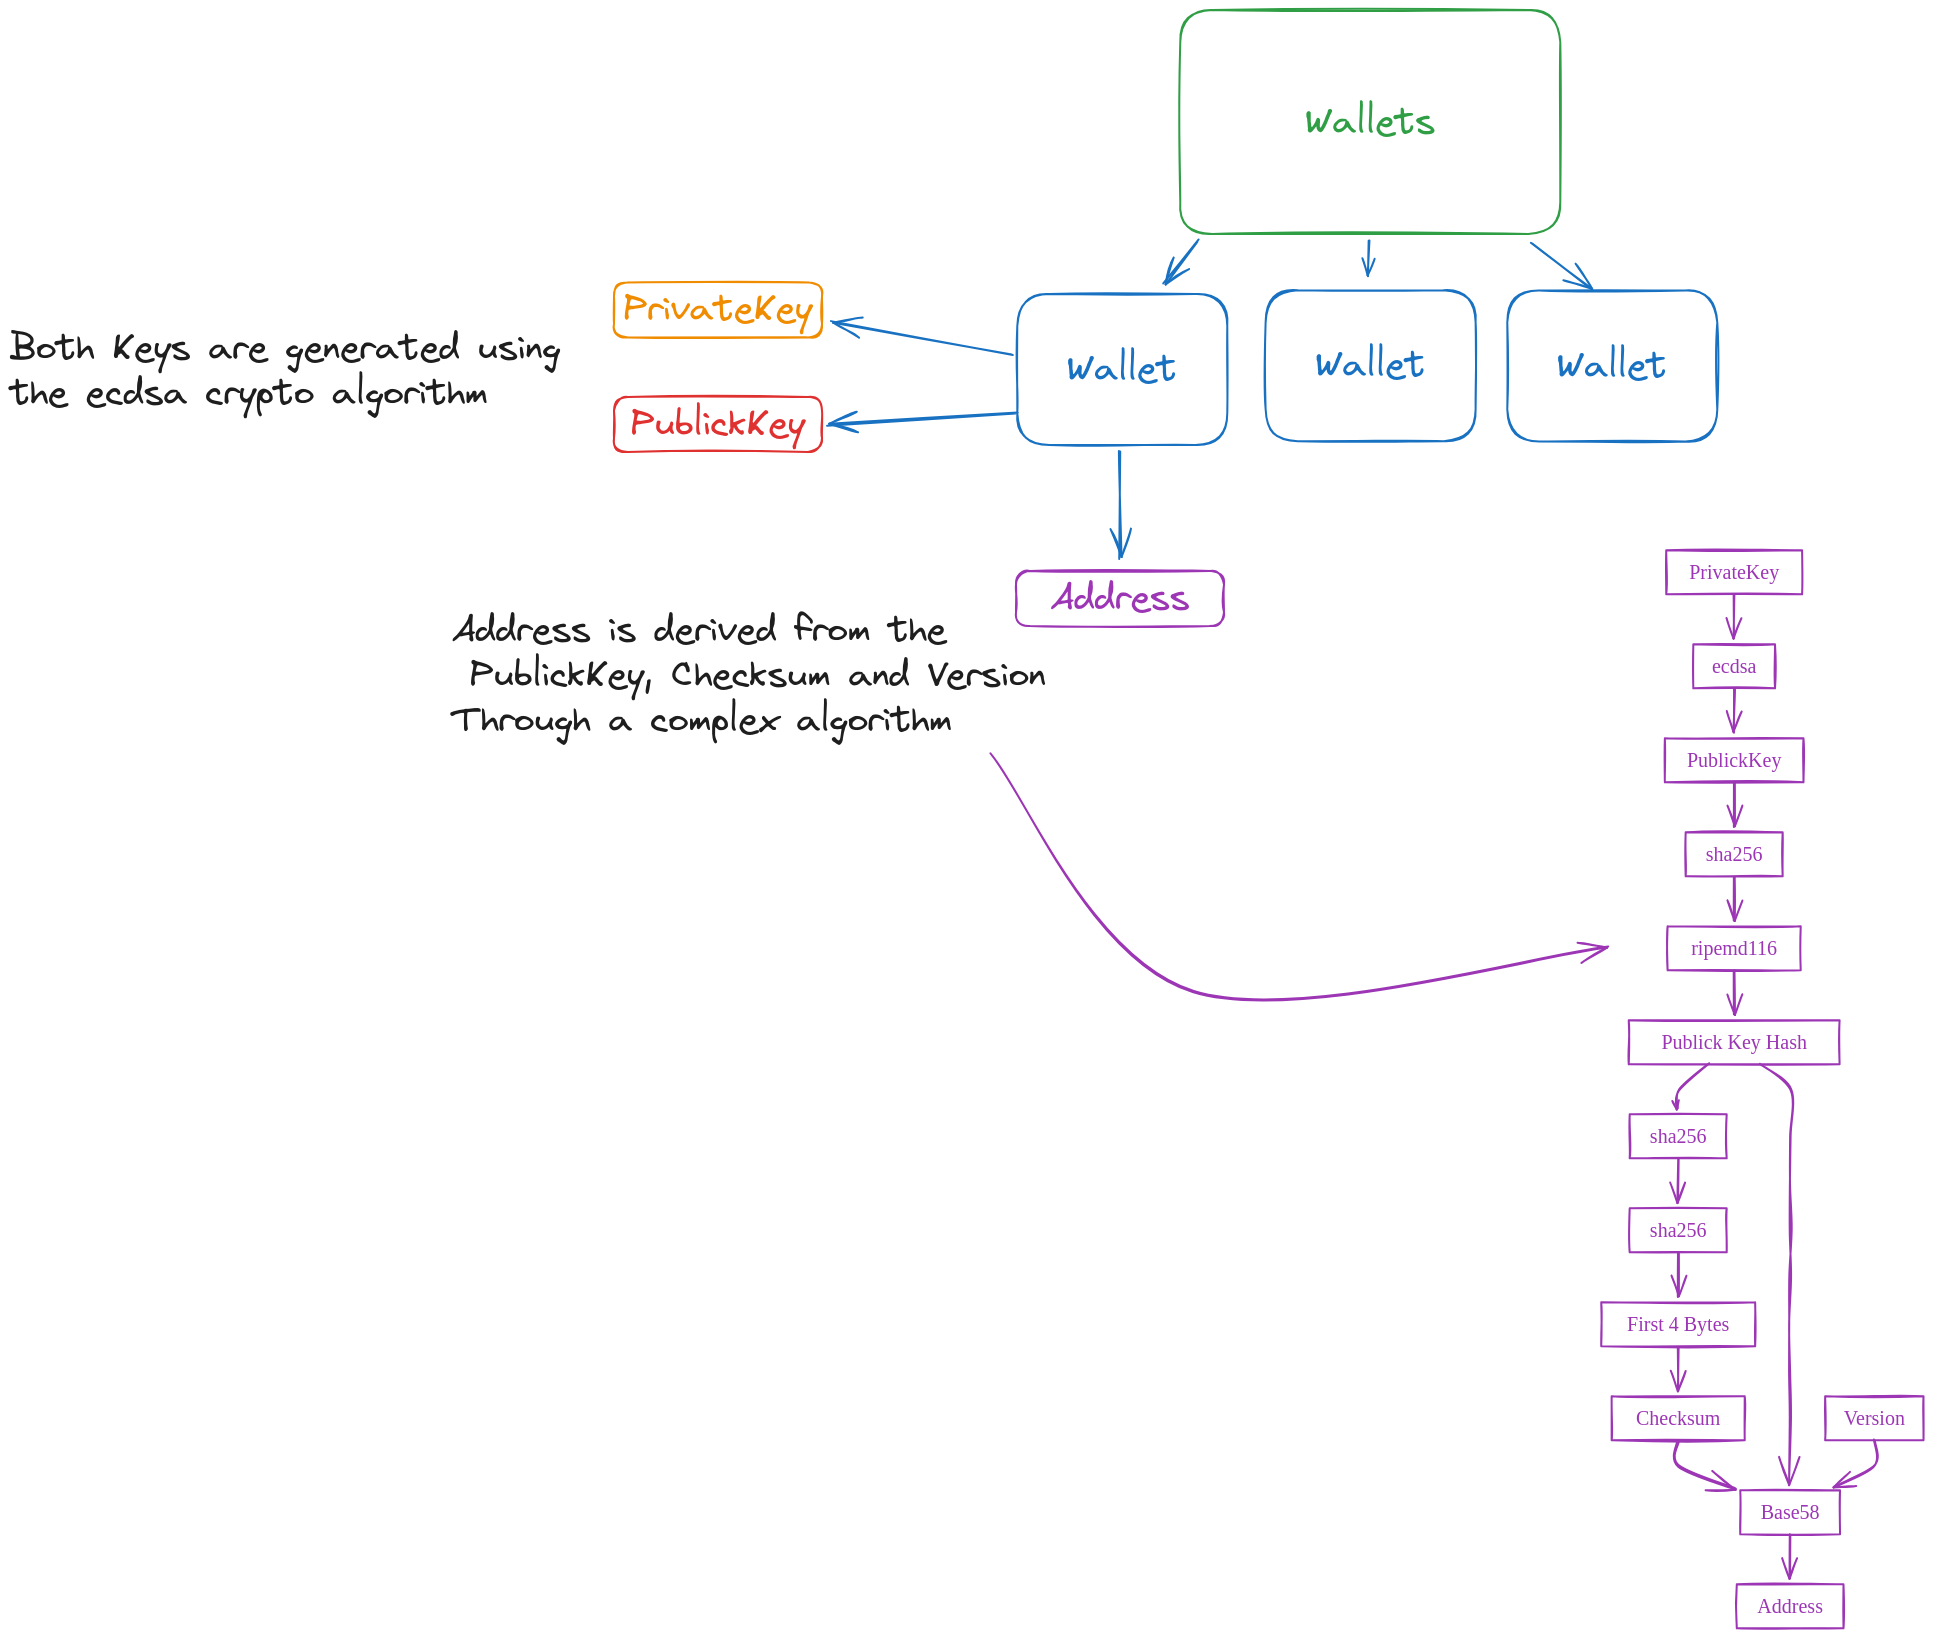 Wallets
PrivateKey
PublickKey
Both Keys are generated using
the ecdsa crypto algorithm
Wallet
Wallet
Wallet
Address
Address is derived from the
PublickKey, Checksum and Version
Through a complex algorithm
PrivateKey
ecdsa
PublickKey
sha256
ripemd116
Publick Key Hash
sha256
sha256
First 4 Bytes
Checksum
Version
Base58
Address